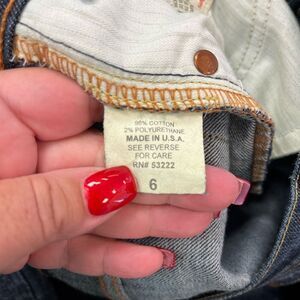 98% COTTON
2% POLYURETHANE
MADE IN U.S.A.
SEE REVERSE
FOR CARE
RN# 53222
6